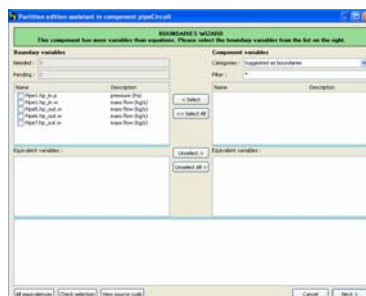 Partition edition assistant in component pipeCircuit
BOUNDARIES WIZARD
This component has more variables than equations. Please select the boundary variables from the list on the right.
Boundary variables
Component variables
Needed :
Categories : Suggested as boundaries
Pending :
Filter : *
Name Description
Name Description
pressure (Pa)
mass flow (kg/s)
mass flow (kg/s)
mass flow (kg/s)
mass flow (kg/s)
< Select
<< Select All
Equivalent variables :
Unselect >
Equivalent variables :
Unselect All >
All equivalences
Check selection
View source code
Cancel
Next >